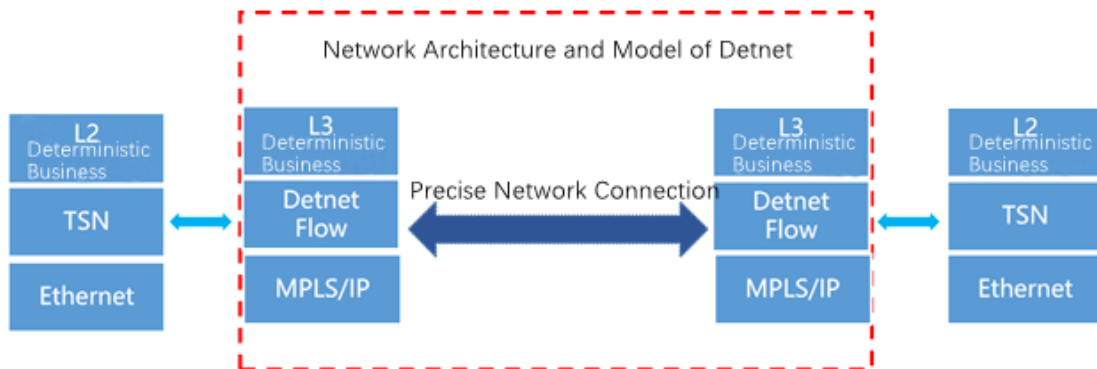 Network Architecture and Model of Detnet
L2
Deterministic
Business
TSN
Ethernet
L3
Deterministic
Business
Detnet
Flow
MPLS/IP
Precise Network Connection
L3
Deterministic
Business
Detnet
Flow
MPLS/IP
L2
Deterministic
Business
TSN
Ethernet